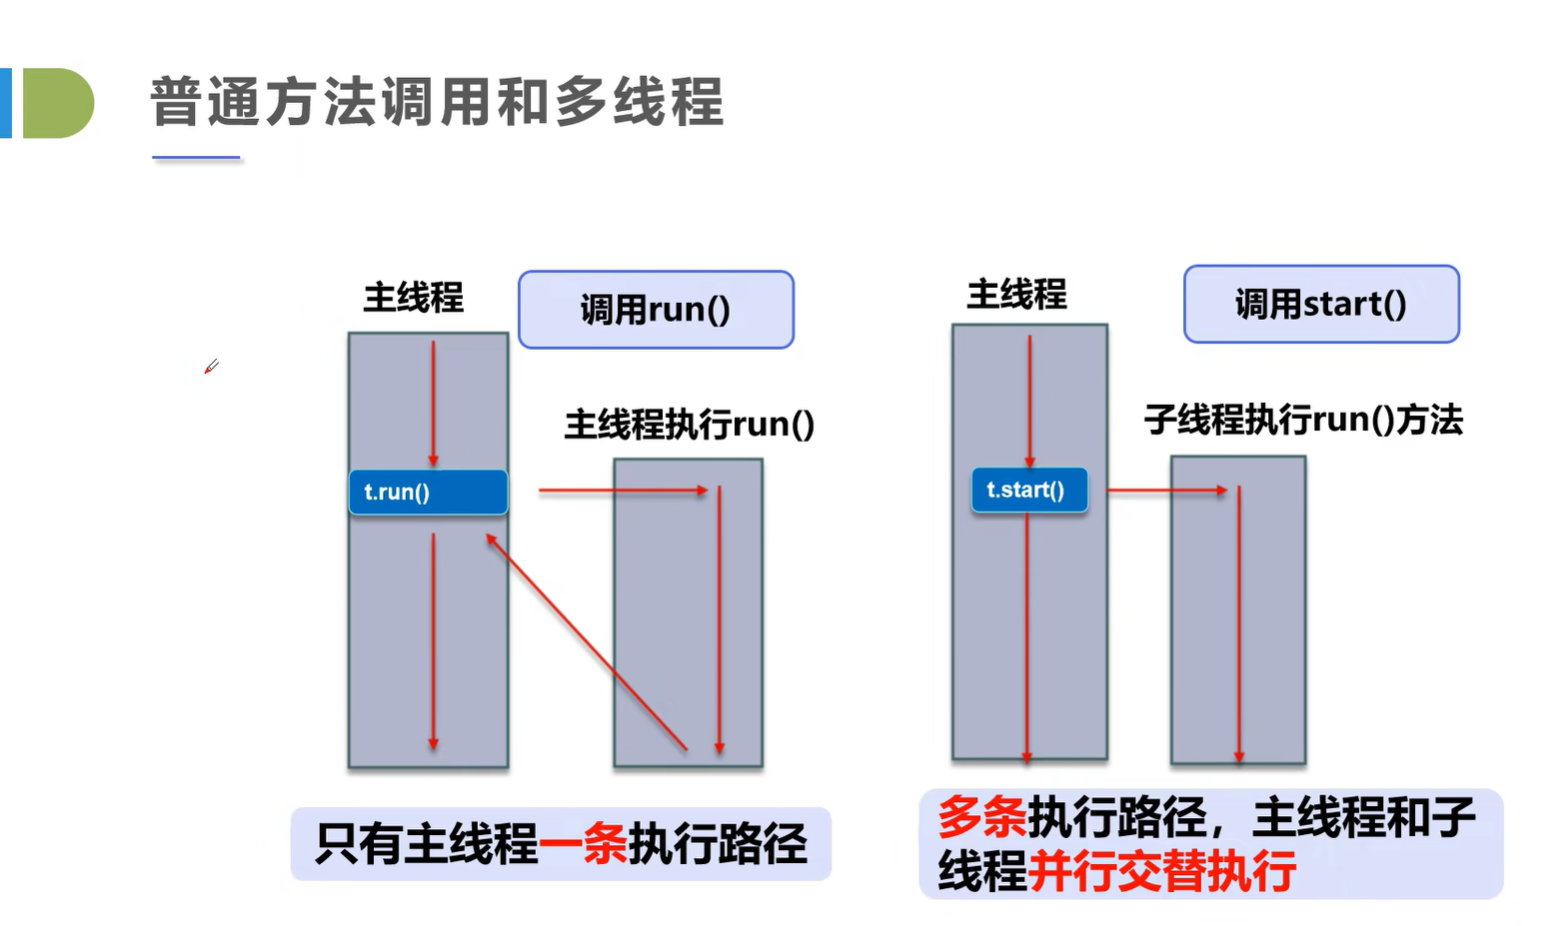 普通方法调用和多线程
主线程
调用run()
主线程执行run()
t.run()
只有主线程一条执行路径
主线程
调用start()
子线程执行run()方法
t.start()
多条执行路径，主线程和子
线程并行交替执行